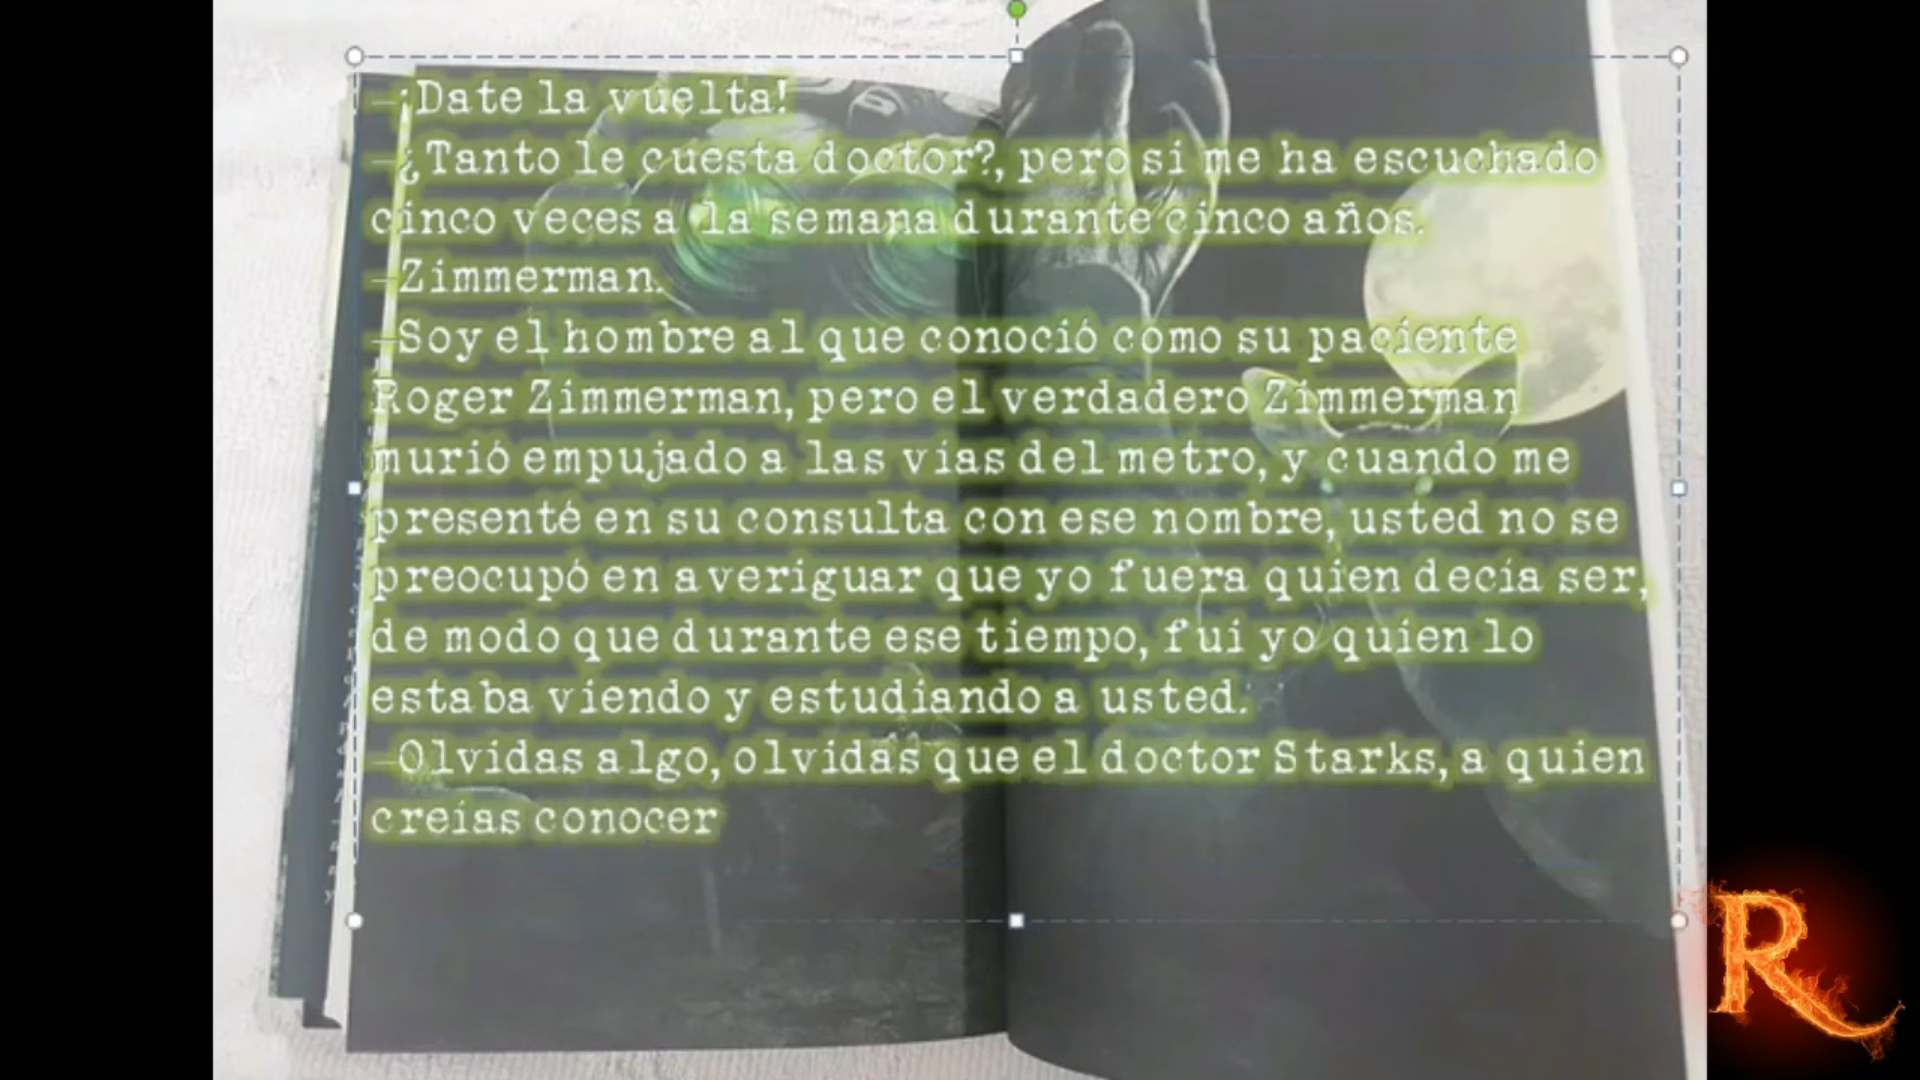 —¡Date la vuelta!
—¿Tanto le cuesta doctor?, pero si me ha escuchado
cinco veces a la semana durante cinco años.
—Zimmerman.
—Soy el hombre al que conoció como su paciente
Roger Zimmerman, pero el verdadero Zimmerman
murió empujado a las vías del metro, y cuando me
presenté en su consulta con ese nombre, usted no se
preocupó en averiguar que yo fuera quien decía ser,
de modo que durante ese tiempo, fui yo quien lo
estaba viendo y estudiando a usted.
—Olvidas algo, olvidas que el doctor Starks, a quien
creías conocer
R